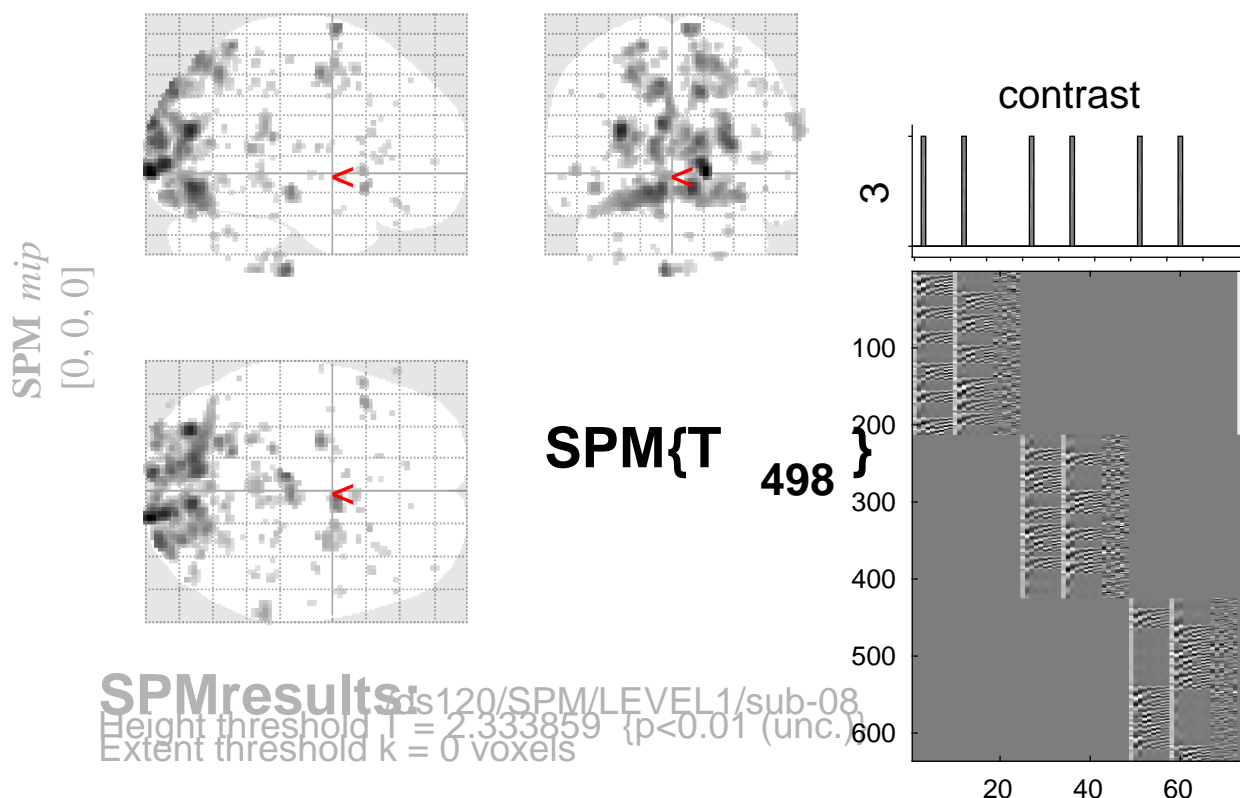 SPM mip
[0, 0, 0]
<
<
<
SPM{T498}
contrast
3
100
200
300
400
500
600
20 40 60
SPMresults: ./ds120/SPM/LEVEL1/sub-08
Height threshold T = 2.333859 {p<0.01 (unc.)}
Extent threshold k = 0 voxels